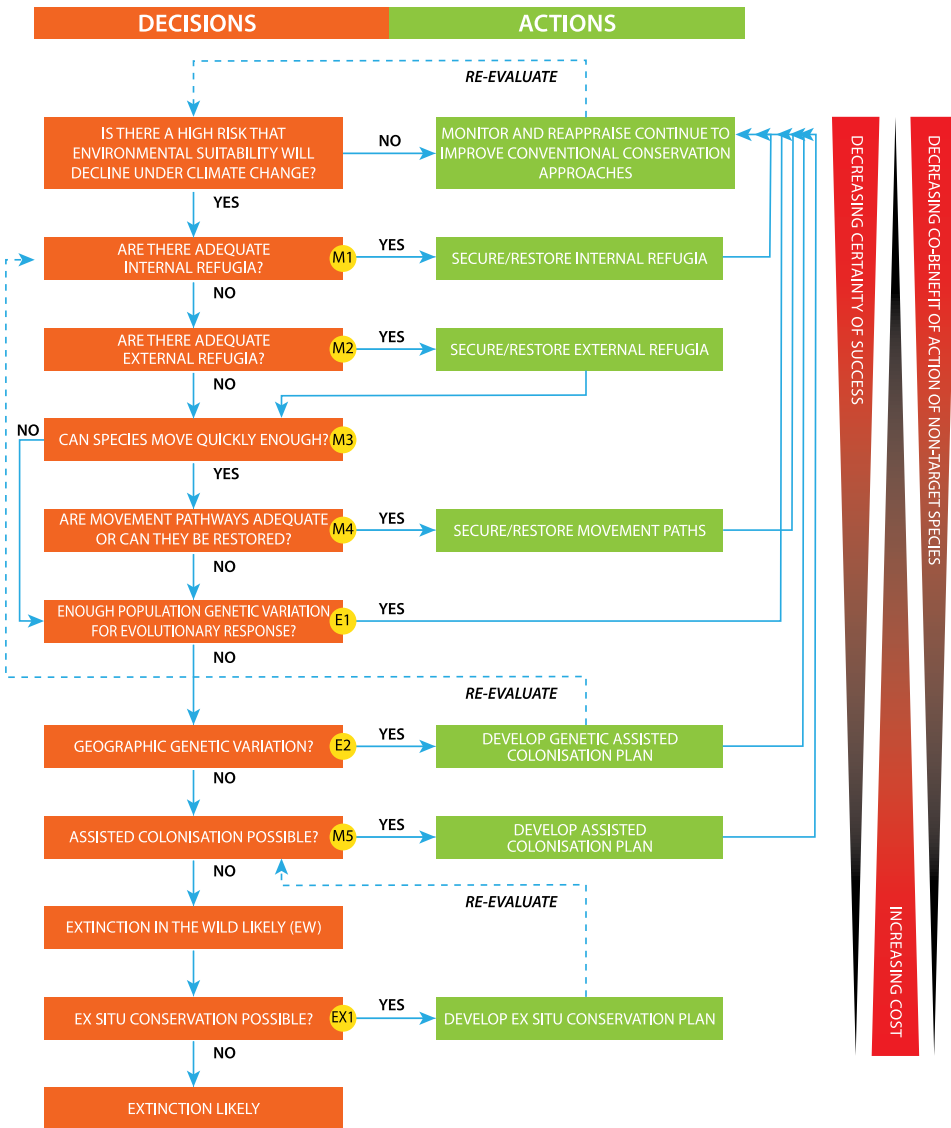 DECISIONS
ACTIONS
RE-EVALUATE
IS THERE A HIGH RISK THAT
ENVIRONMENTAL SUITABILITY WILL
DECLINE UNDER CLIMATE CHANGE?
NO
MONITOR AND REAPPRAISE CONTINUE TO
IMPROVE CONVENTIONAL CONSERVATION
APPROACHES
YES
ARE THERE ADEQUATE
INTERNAL REFUGIA?
M1
YES
SECURE/RESTORE INTERNAL REFUGIA
NO
ARE THERE ADEQUATE
EXTERNAL REFUGIA?
M2
YES
SECURE/RESTORE EXTERNAL REFUGIA
NO
NO
CAN SPECIES MOVE QUICKLY ENOUGH?
M3
YES
ARE MOVEMENT PATHWAYS ADEQUATE
OR CAN THEY BE RESTORED?
M4
YES
SECURE/RESTORE MOVEMENT PATHS
NO
ENOUGH POPULATION GENETIC VARIATION
FOR EVOLUTIONARY RESPONSE?
E1
YES
NO
RE-EVALUATE
GEOGRAPHIC GENETIC VARIATION?
E2
YES
DEVELOP GENETIC ASSISTED
COLONISATION PLAN
NO
ASSISTED COLONISATION POSSIBLE?
M5
YES
DEVELOP ASSISTED
COLONISATION PLAN
NO
RE-EVALUATE
EXTINCTION IN THE WILD LIKELY (EW)
EX SITU CONSERVATION POSSIBLE?
EX1
YES
DEVELOP EX SITU CONSERVATION PLAN
NO
EXTINCTION LIKELY
DECREASING CERTAINTY OF SUCCESS
INCREASING COST
DECREASING CO-BENEFIT OF ACTION OF NON-TARGET SPECIES